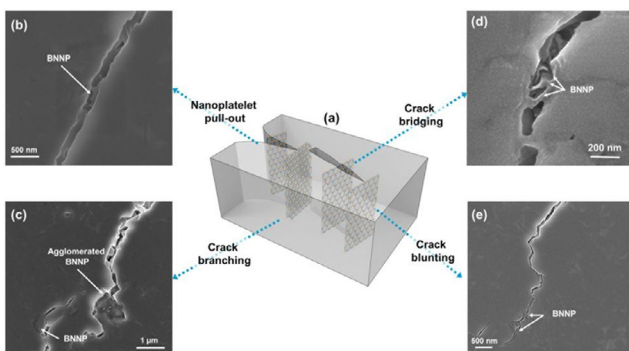 (b)
BNNP
500 nm
Nanoplatelet
pull-out
(a)
Crack
bridging
(d)
BNNP
200 nm
(c)
Agglomerated
BNNP
BNNP
1 μm
Crack
branching
Crack
blunting
(e)
BNNP
500 nm